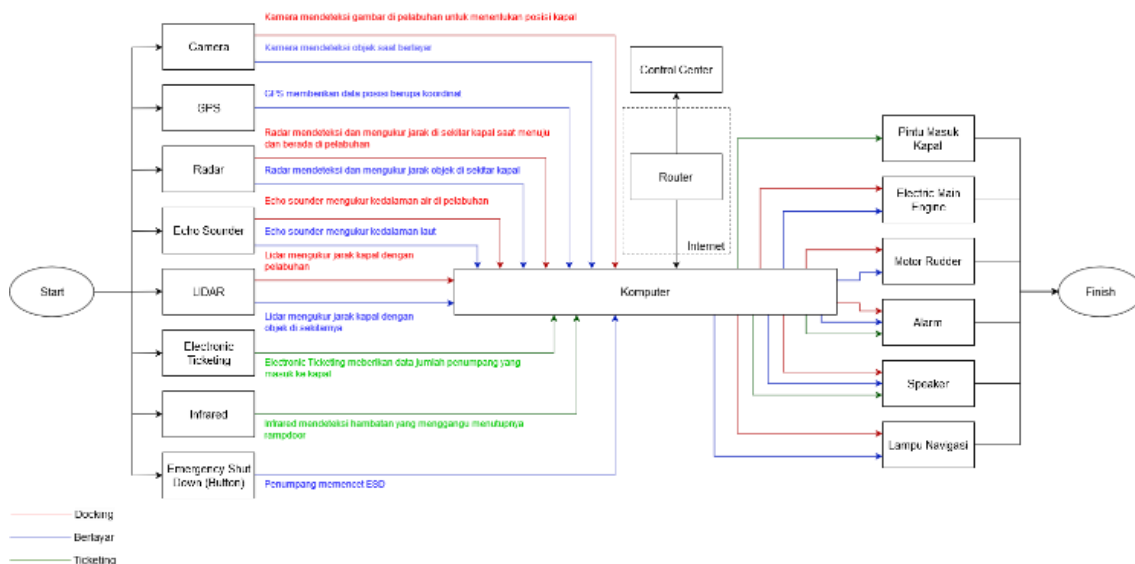 Kamera mendeteksi gambar di pelabuhan untuk menentukan posisi kapal
Camera
Kamera mendeteksi objek saat berlayar
Control Center
GPS memberikan data posisi berupa koordinat
GPS
Radar mendeteksi dan mengukur jarak di sekitar kapal saat menuju
dan berada di pelabuhan
Pintu Masuk
Kapal
Radar
Radar mendeteksi dan mengukur jarak objek di sekitar kapal
Router
Electric Main
Engine
Echo sounder mengukur kedalaman air di pelabuhan
Echo Sounder
Echo sounder mengukur kedalaman laut
Internet
Lidar mengukur jarak kapal dengan
pelabuhan
Motor Rudder
Start
LIDAR
Komputer
Finish
Lidar mengukur jarak kapal dengan
objek di sekitarnya
Alarm
Electronic
Ticketing
Electronic Ticketing meberikan data jumlah penumpang yang
masuk ke kapal
Speaker
Infrared
Infrared mendeteksi hambatan yang mengganggu menutupnya
rampdoor
Lampu Navigasi
Emergency Shut
Down (Button)
Penumpang memencet ESD
Docking
Berlayar
Ticketing